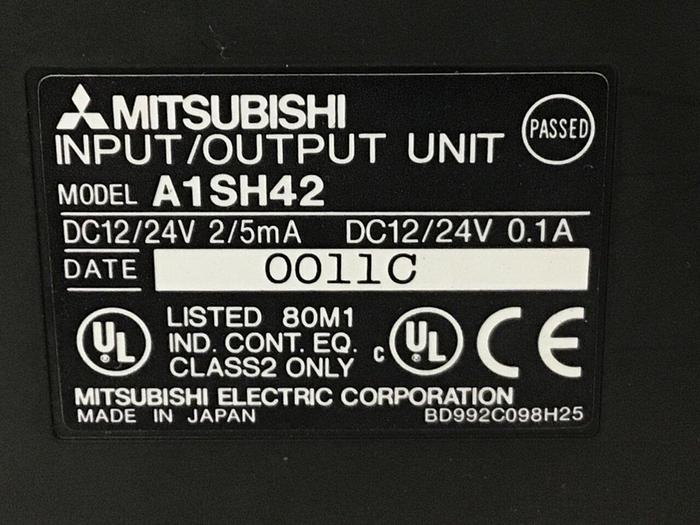 MITSUBISHI
INPUT/OUTPUT UNIT
PASSED
MODEL A1SH42
DC12/24V 2/5mA DC12/24V 0.1A
DATE 0011C
UL LISTED 80M1
IND. CONT. EQ.
CLASS2 ONLY
c UL CE
MITSUBISHI ELECTRIC CORPORATION
MADE IN JAPAN BD992C098H25